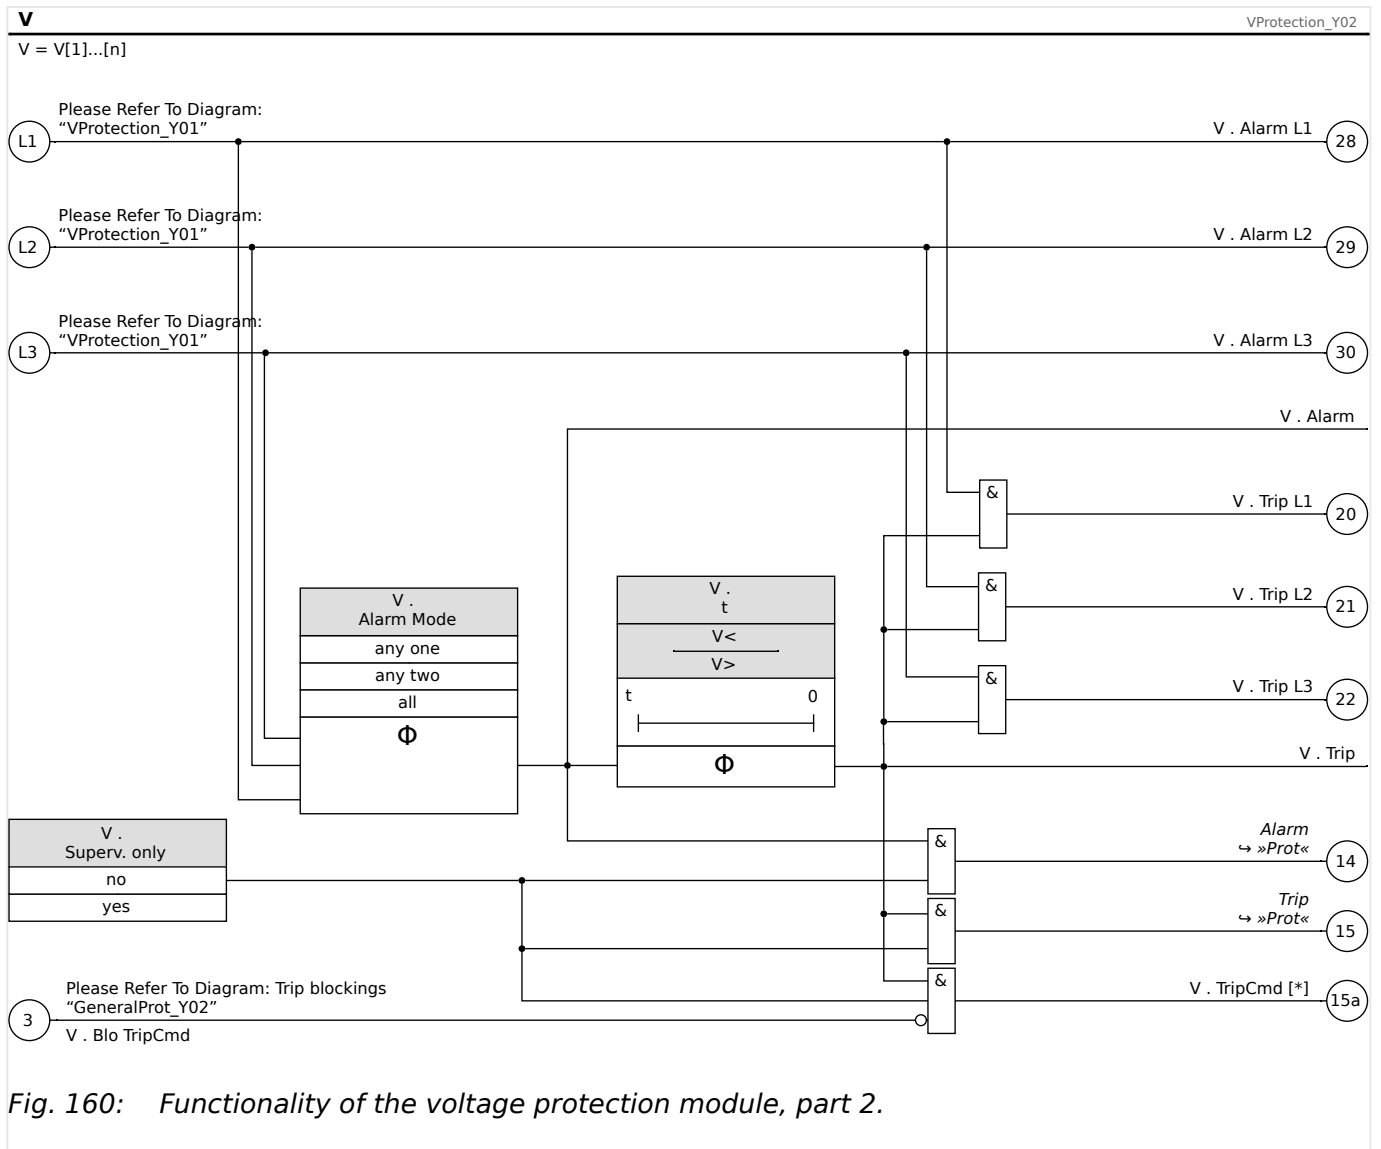 V
VProtection_Y02
V = V[1]...[n]
Please Refer To Diagram:
“VProtection_Y01”
L1
V . Alarm L1
28
Please Refer To Diagram:
“VProtection_Y01”
L2
V . Alarm L2
29
Please Refer To Diagram:
“VProtection_Y01”
L3
V . Alarm L3
30
V . Alarm
&
V . Trip L1
20
&
V . Trip L2
21
&
V . Trip L3
22
V .
Alarm Mode
any one
any two
all
Φ
V .
t
V<
V>
t 0
Φ
V . Trip
V .
Superv. only
no
yes
&
Alarm
↪ »Prot«
14
&
Trip
↪ »Prot«
15
&
V . TripCmd [*]
15a
Please Refer To Diagram: Trip blockings
“GeneralProt_Y02”
3
V . Blo TripCmd
Fig. 160: Functionality of the voltage protection module, part 2.